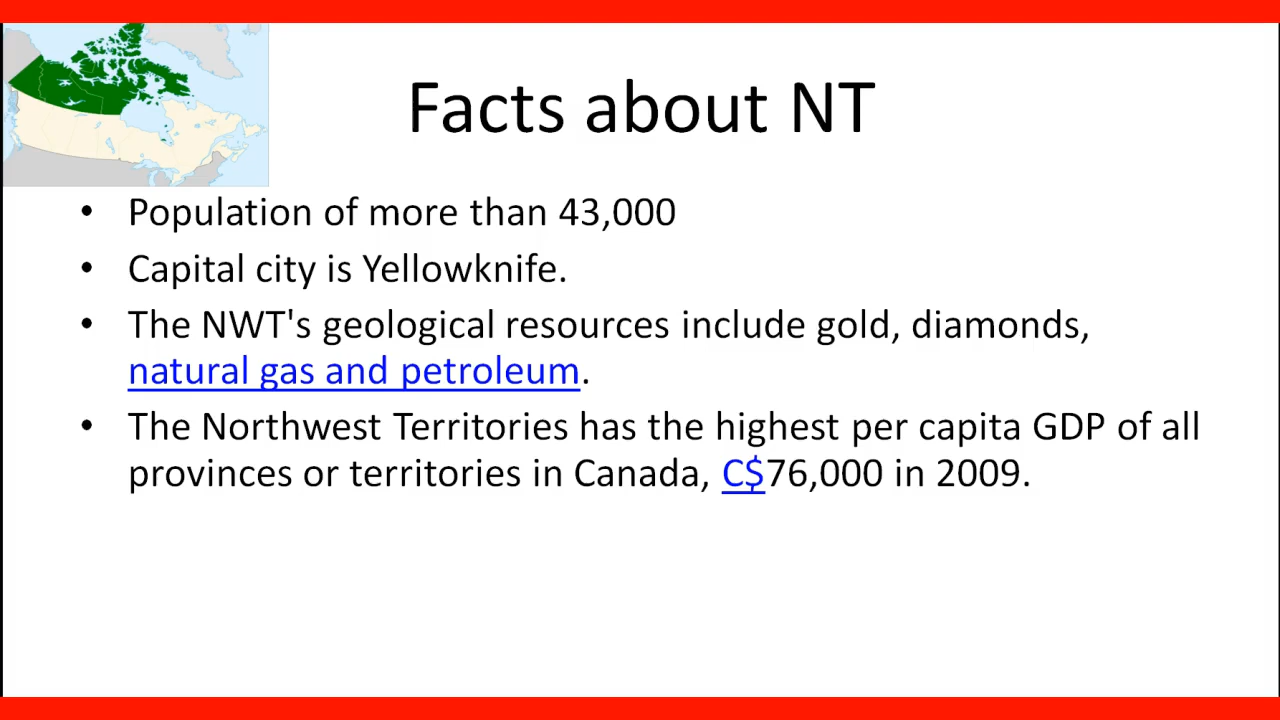 Facts about NT
• Population of more than 43,000
• Capital city is Yellowknife.
• The NWT's geological resources include gold, diamonds,
natural gas and petroleum.
• The Northwest Territories has the highest per capita GDP of all
provinces or territories in Canada, C$76,000 in 2009.